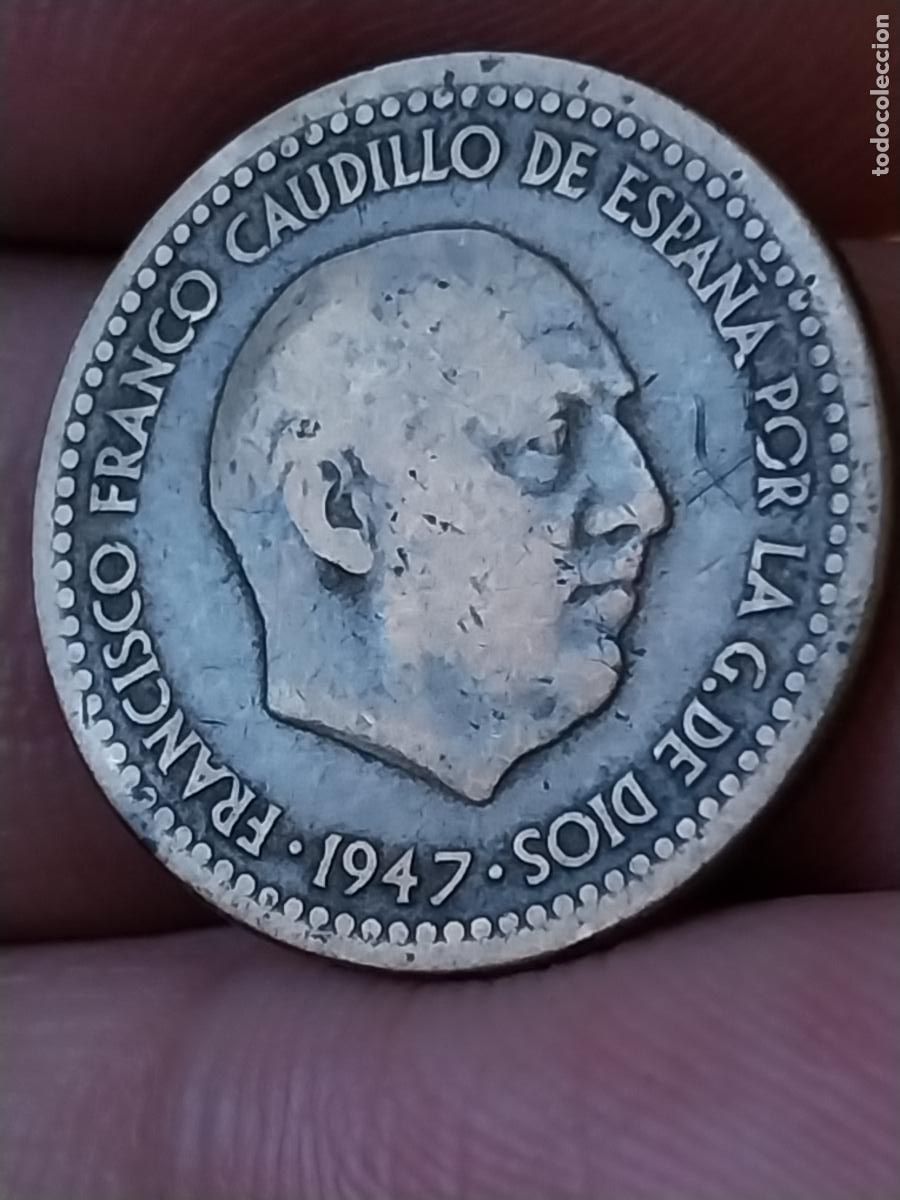 FRANCISCO FRANCO CAUDILLO DE ESPAÑA POR LA G. DE DIOS
· 1947 ·
todocoleccion